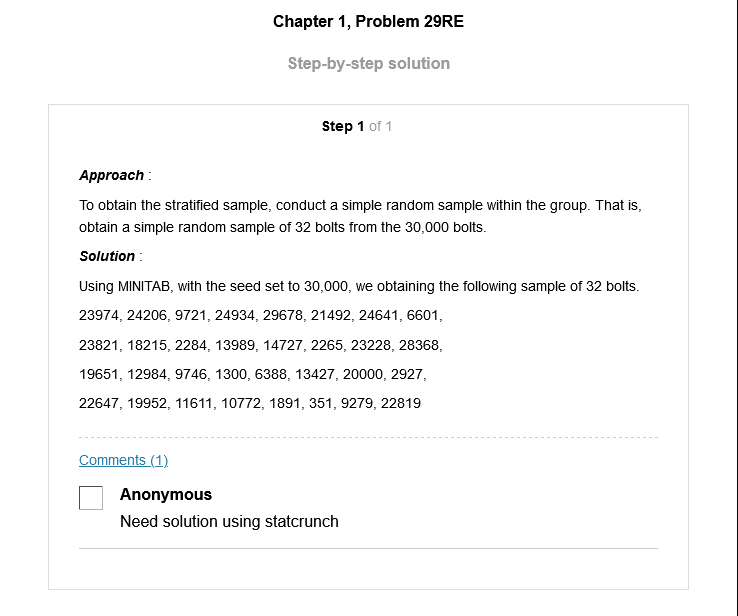 Chapter 1, Problem 29RE
Step-by-step solution
Step 1 of 1
Approach :
To obtain the stratified sample, conduct a simple random sample within the group. That is,
obtain a simple random sample of 32 bolts from the 30,000 bolts.
Solution :
Using MINITAB, with the seed set to 30,000, we obtaining the following sample of 32 bolts.
23974, 24206, 9721, 24934, 29678, 21492, 24641, 6601,
23821, 18215, 2284, 13989, 14727, 2265, 23228, 28368,
19651, 12984, 9746, 1300, 6388, 13427, 20000, 2927,
22647, 19952, 11611, 10772, 1891, 351, 9279, 22819
Comments (1)
Anonymous
Need solution using statcrunch